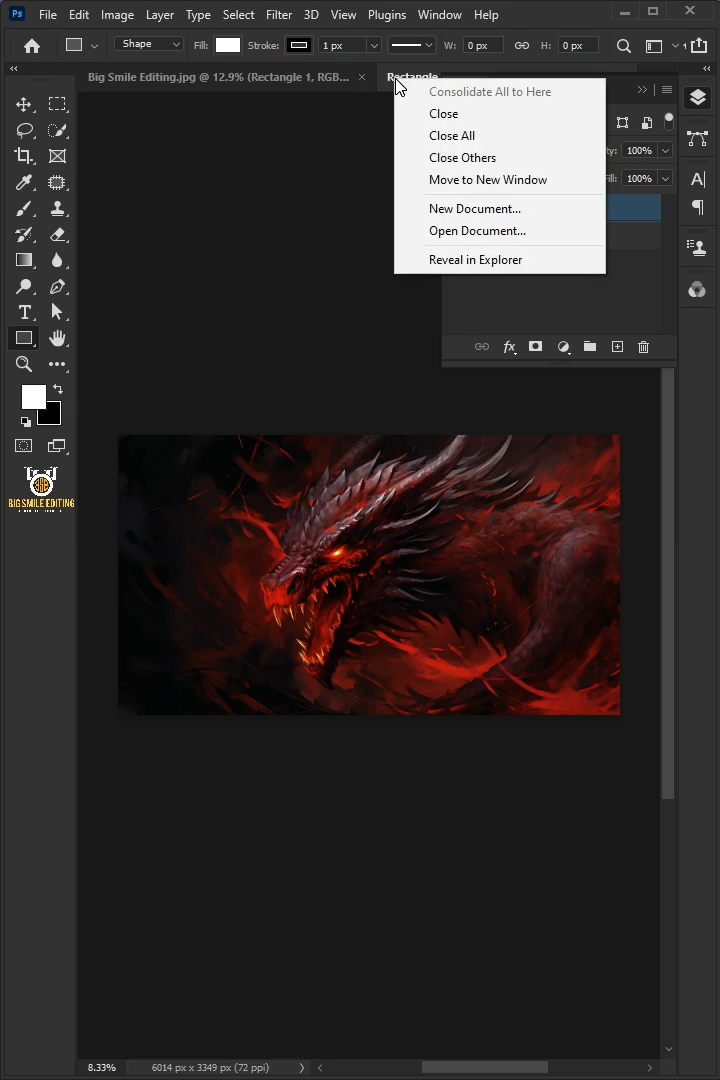 Ps File Edit Image Layer Type Select Filter 3D View Plugins Window Help
Shape Fill: Stroke: 1 px W: 0 px H: 0 px
Big Smile Editing.jpg @ 12.9% (Rectangle 1, RGB... × Rectangle
Consolidate All to Here
Close
Close All
Close Others
Move to New Window
New Document...
Open Document...
Reveal in Explorer
ty: 100%
Fill: 100%
fx
BIG SMILE EDITING
8.33% 6014 px x 3349 px (72 ppi)